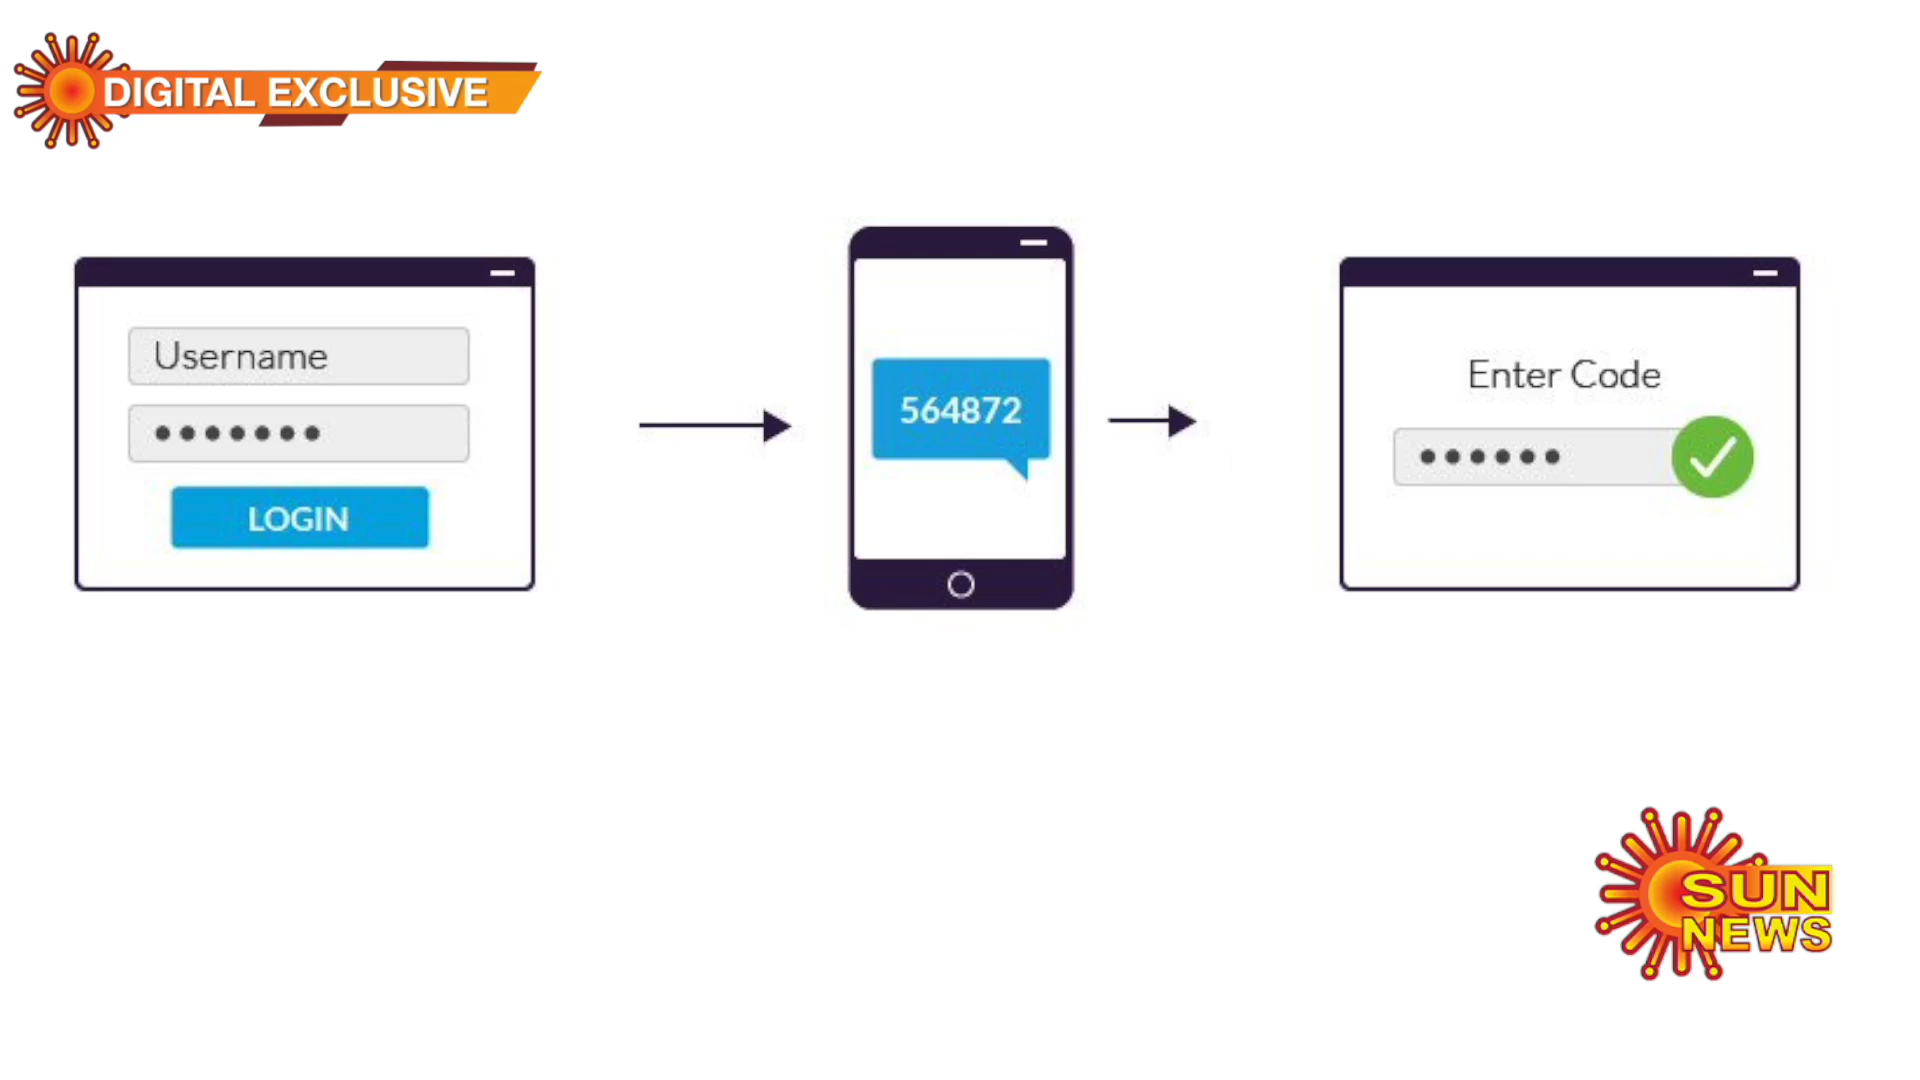 DIGITAL EXCLUSIVE
Username
LOGIN
564872
Enter Code
SUN
NEWS